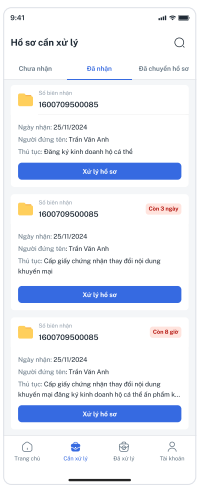 9:41
Hồ sơ cần xử lý
Chưa nhận
Đã nhận
Đã chuyển hồ sơ
Số biên nhận
1600709500085
Ngày nhận: 25/11/2024
Người đứng tên: Trần Văn Anh
Thủ tục: Đăng ký kinh doanh hộ cá thể
Xử lý hồ sơ
Số biên nhận
1600709500085
Còn 3 ngày
Ngày nhận: 25/11/2024
Người đứng tên: Trần Văn Anh
Thủ tục: Cấp giấy chứng nhận thay đổi nội dung
khuyến mại
Xử lý hồ sơ
Số biên nhận
1600709500085
Còn 8 giờ
Ngày nhận: 25/11/2024
Người đứng tên: Trần Văn Anh
Thủ tục: Cấp giấy chứng nhận thay đổi nội dung
khuyến mại đăng ký kinh doanh hộ cá thể ấn phẩm k...
Xử lý hồ sơ
Trang chủ
Cần xử lý
Đã xử lý
Tài khoản